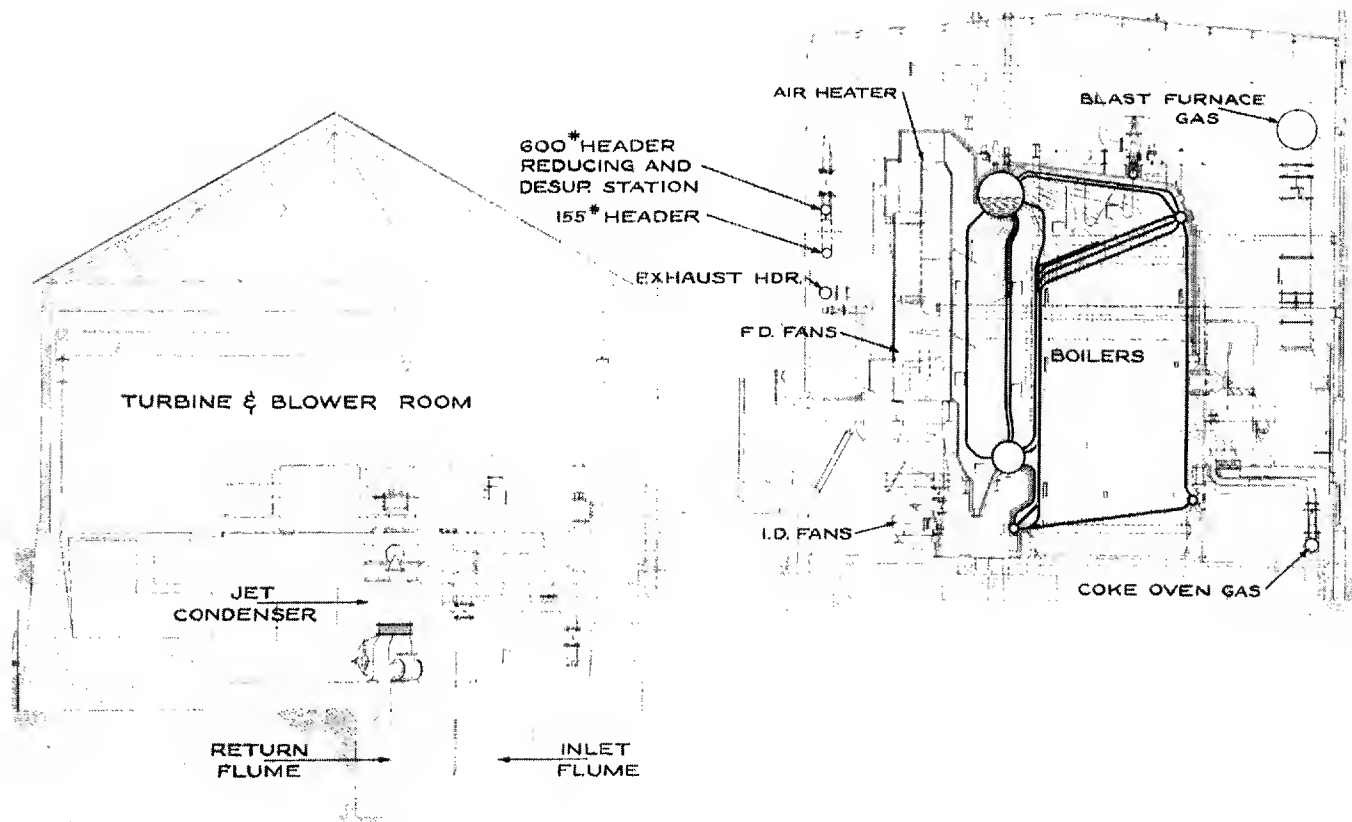 AIR HEATER
BLAST FURNACE
GAS
600* HEADER
REDUCING AND
DESUP. STATION
155* HEADER
EXHAUST HDR.
F.D. FANS
BOILERS
TURBINE & BLOWER ROOM
I.D. FANS
JET
CONDENSER
COKE OVEN GAS
RETURN
FLUME
INLET
FLUME